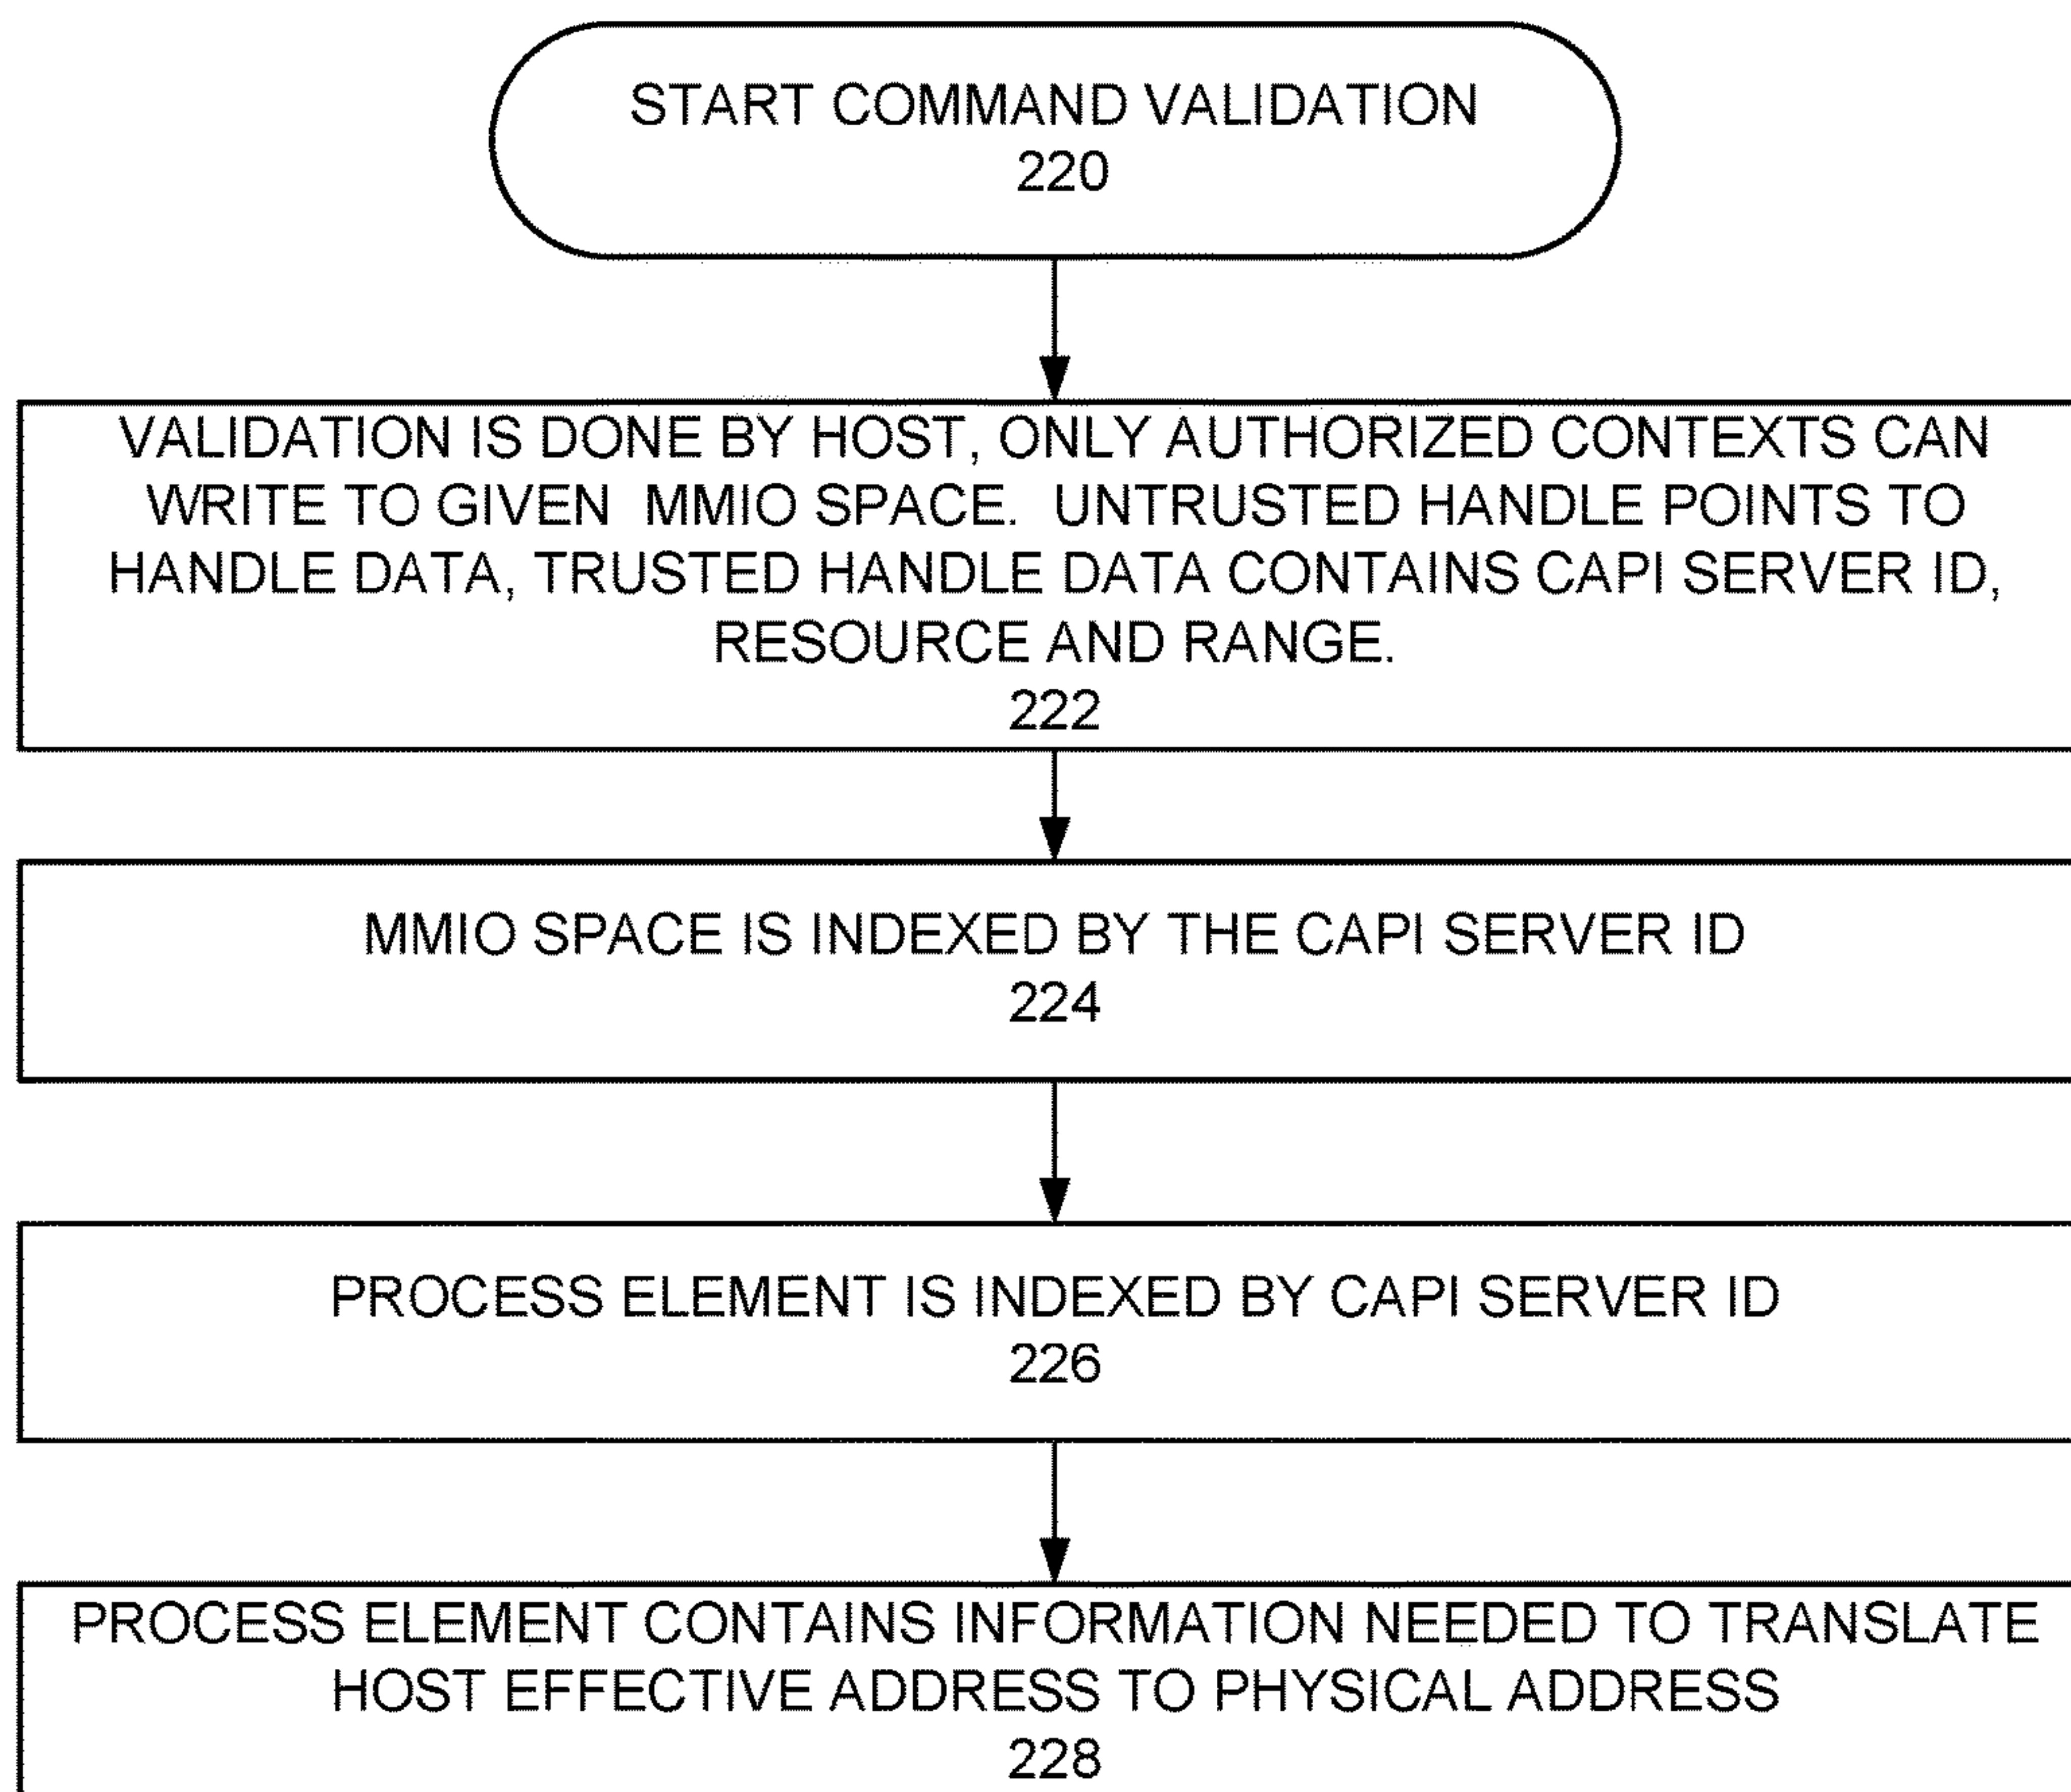 START COMMAND VALIDATION
220
VALIDATION IS DONE BY HOST, ONLY AUTHORIZED CONTEXTS CAN
WRITE TO GIVEN MMIO SPACE. UNTRUSTED HANDLE POINTS TO
HANDLE DATA, TRUSTED HANDLE DATA CONTAINS CAPI SERVER ID,
RESOURCE AND RANGE.
222
MMIO SPACE IS INDEXED BY THE CAPI SERVER ID
224
PROCESS ELEMENT IS INDEXED BY CAPI SERVER ID
226
PROCESS ELEMENT CONTAINS INFORMATION NEEDED TO TRANSLATE
HOST EFFECTIVE ADDRESS TO PHYSICAL ADDRESS
228